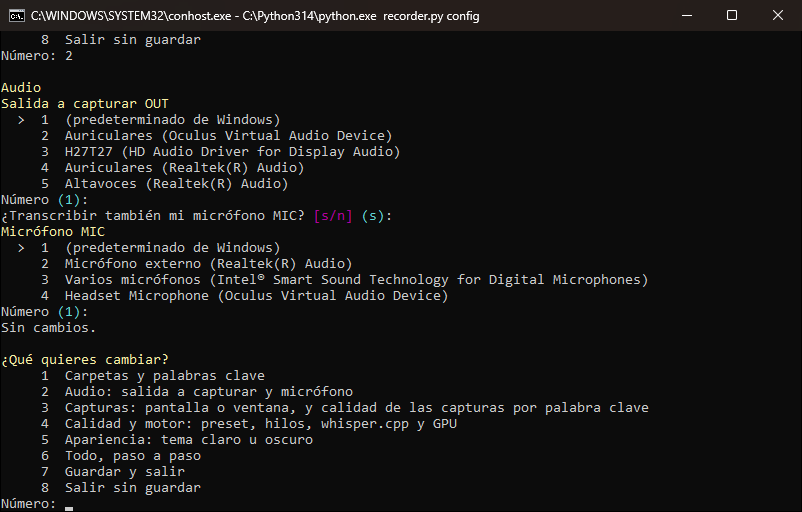 C:\WINDOWS\SYSTEM32\conhost.exe - C:\Python314\python.exe recorder.py config
8 Salir sin guardar
Número: 2
Audio
Salida a capturar OUT
> 1 (predeterminado de Windows)
2 Auriculares (Oculus Virtual Audio Device)
3 H27T27 (HD Audio Driver for Display Audio)
4 Auriculares (Realtek(R) Audio)
5 Altavoces (Realtek(R) Audio)
Número (1):
¿Transcribir también mi micrófono MIC? [s/n] (s):
Micrófono MIC
> 1 (predeterminado de Windows)
2 Micrófono externo (Realtek(R) Audio)
3 Varios micrófonos (Intel® Smart Sound Technology for Digital Microphones)
4 Headset Microphone (Oculus Virtual Audio Device)
Número (1):
Sin cambios.
¿Qué quieres cambiar?
1 Carpetas y palabras clave
2 Audio: salida a capturar y micrófono
3 Capturas: pantalla o ventana, y calidad de las capturas por palabra clave
4 Calidad y motor: preset, hilos, whisper.cpp y GPU
5 Apariencia: tema claro u oscuro
6 Todo, paso a paso
7 Guardar y salir
8 Salir sin guardar
Número: